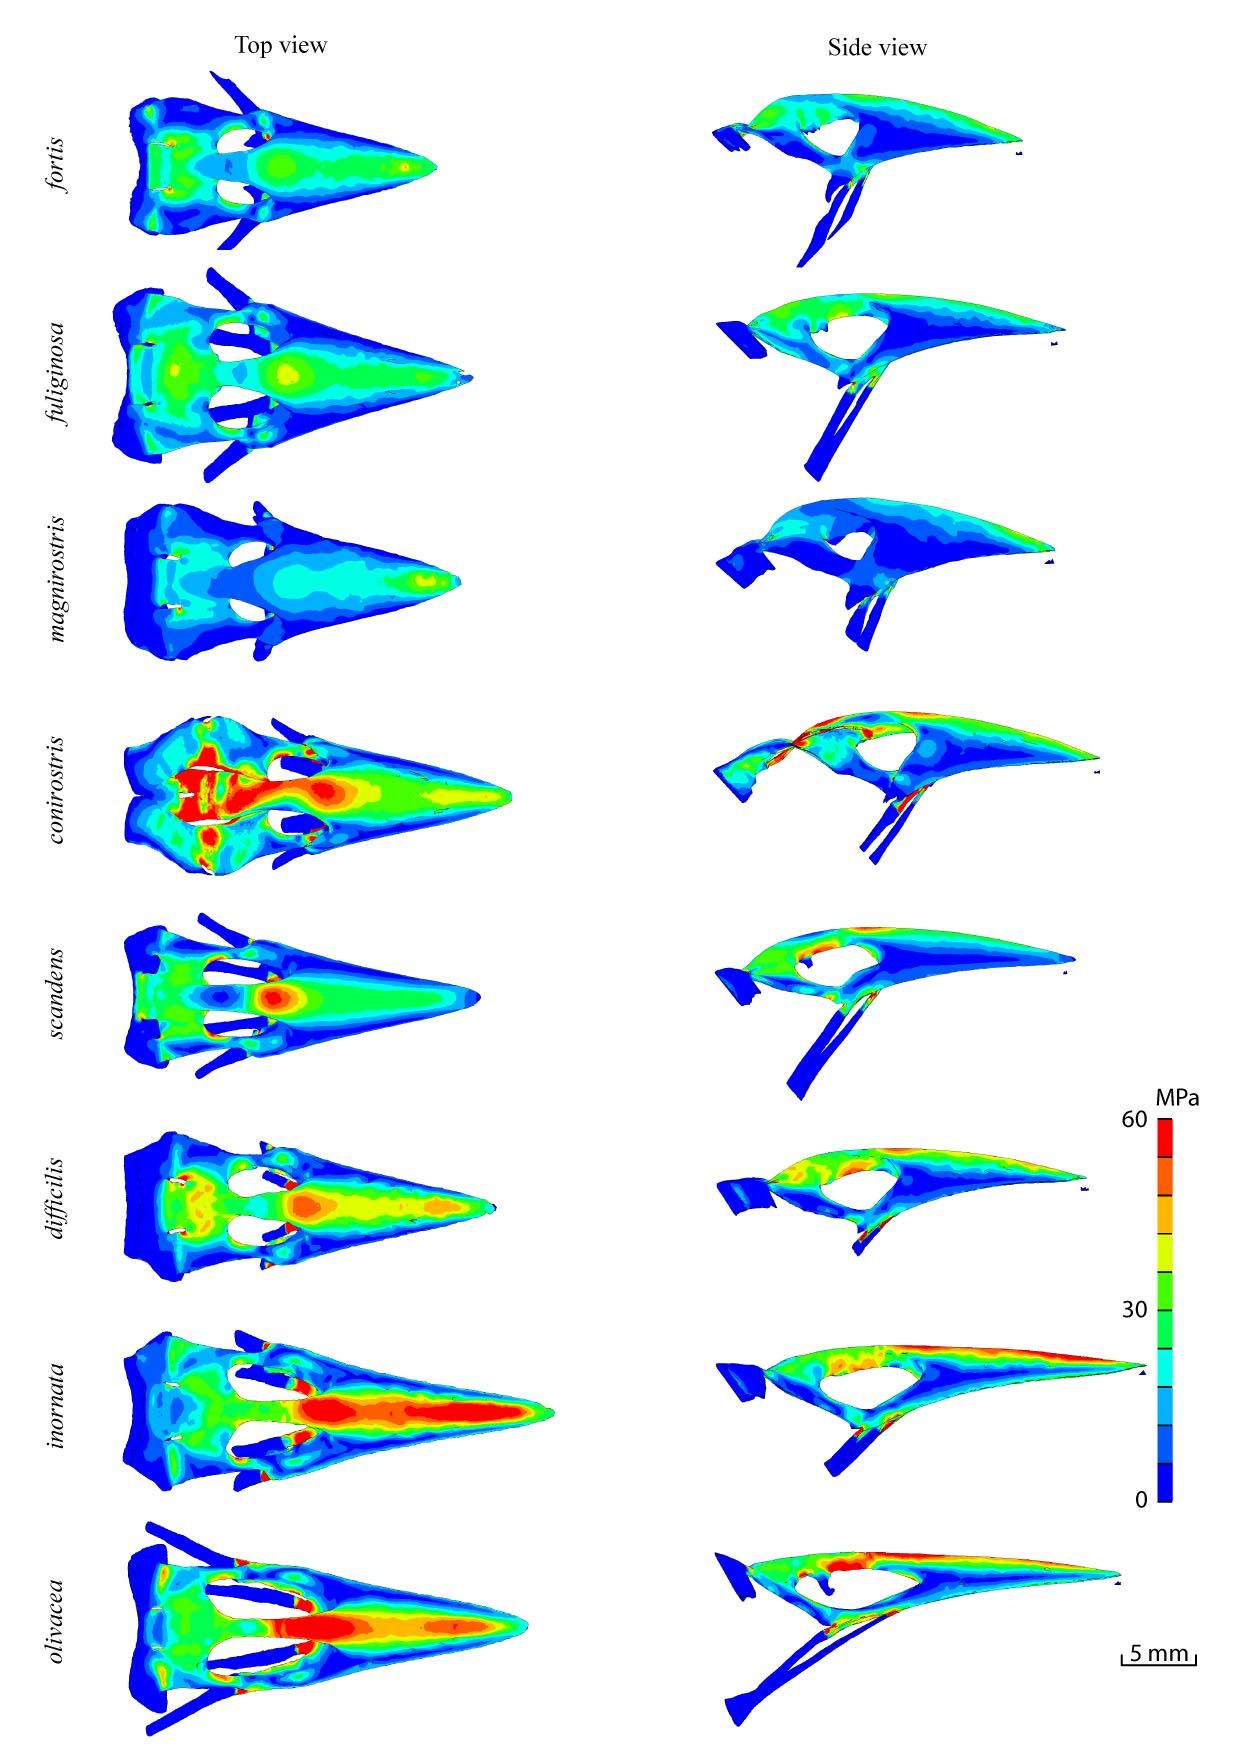 Top view
Side view
fortis
fuliginosa
magnirostris
conirostris
scandens
difficilis
inornata
olivacea
MPa
60
30
0
5 mm